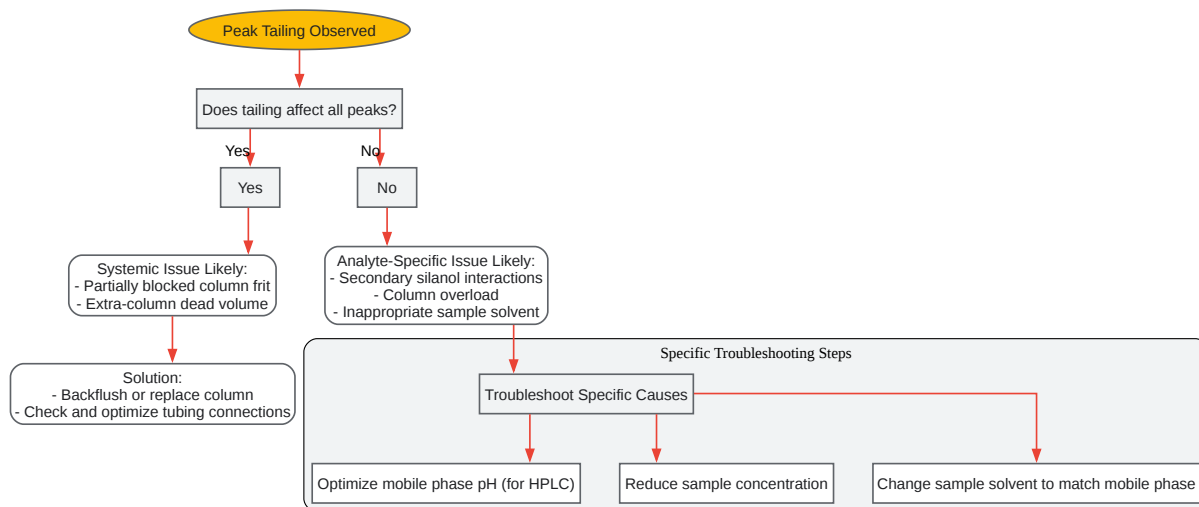 Peak Tailing Observed
Does tailing affect all peaks?
Yes
No
Yes
No
Systemic Issue Likely:
- Partially blocked column frit
- Extra-column dead volume
Analyte-Specific Issue Likely:
- Secondary silanol interactions
- Column overload
- Inappropriate sample solvent
Solution:
- Backflush or replace column
- Check and optimize tubing connections
Specific Troubleshooting Steps
Troubleshoot Specific Causes
Optimize mobile phase pH (for HPLC)
Reduce sample concentration
Change sample solvent to match mobile phase